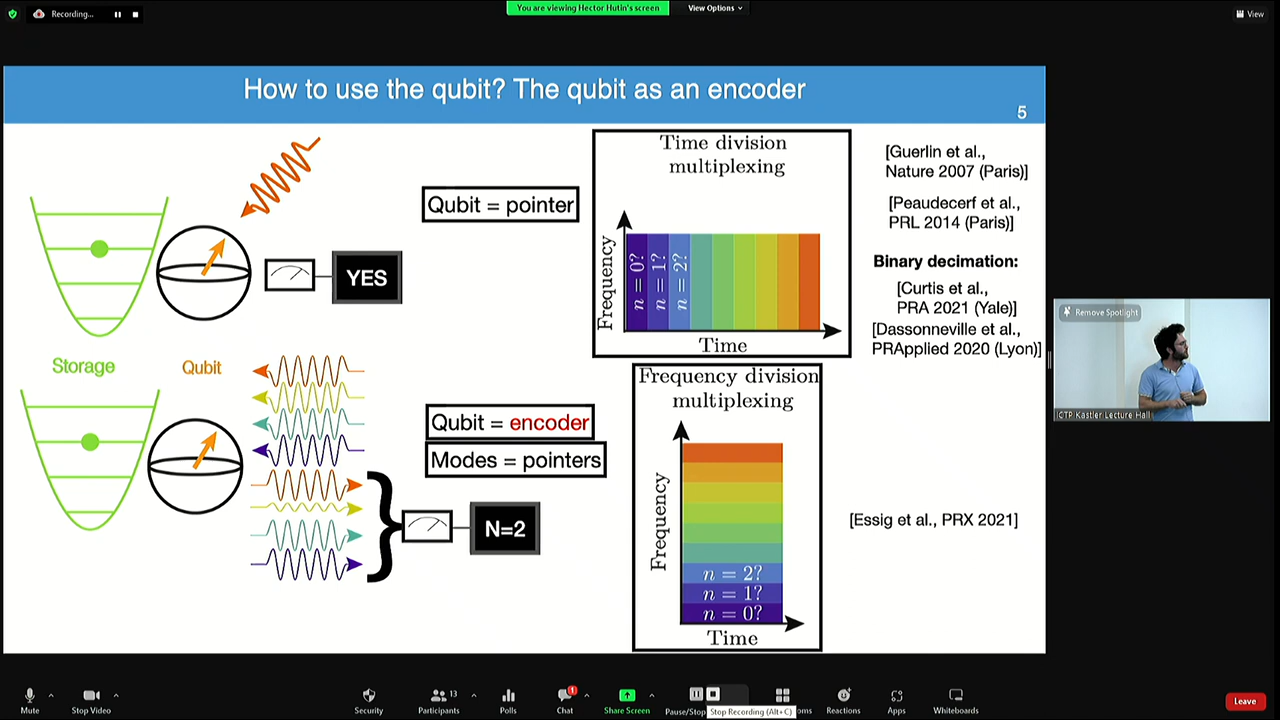 Recording...
You are viewing Hector Hutin's screen
View Options
View
How to use the qubit? The qubit as an encoder
5
Qubit = pointer
YES
Storage
Qubit
Time division
multiplexing
Frequency
n = 0?
n = 1?
n = 2?
Time
[Guerlin et al.,
Nature 2007 (Paris)]
[Peaudecerf et al.,
PRL 2014 (Paris)]
Binary decimation:
[Curtis et al.,
PRA 2021 (Yale)]
[Dassonneville et al.,
PRApplied 2020 (Lyon)]
Qubit = encoder
Modes = pointers
N=2
Frequency division
multiplexing
Frequency
n = 2?
n = 1?
n = 0?
Time
[Essig et al., PRX 2021]
Remove Spotlight
ICTP Kastler Lecture Hall
Mute
Stop Video
Security
Participants
13
Polls
Chat
1
Share Screen
Pause/Stop
Stop Recording (Alt+C)
oms
Reactions
Apps
Whiteboards
Leave